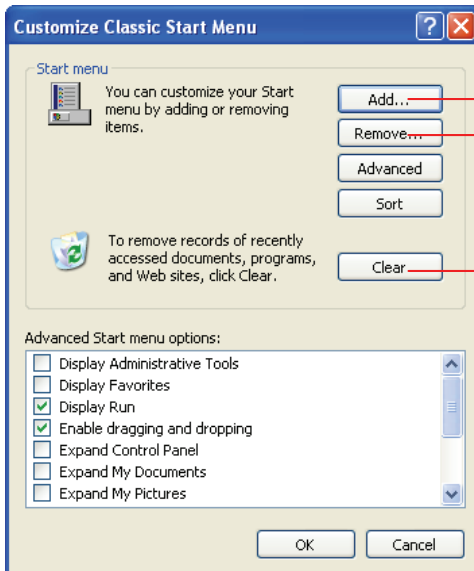 Customize Classic Start Menu
Start menu
You can customize your Start
menu by adding or removing
items.
Add...
Remove...
Advanced
Sort
To remove records of recently
accessed documents, programs,
and Web sites, click Clear.
Clear
Advanced Start menu options:
Display Administrative Tools
Display Favorites
Display Run
Enable dragging and dropping
Expand Control Panel
Expand My Documents
Expand My Pictures
OK
Cancel